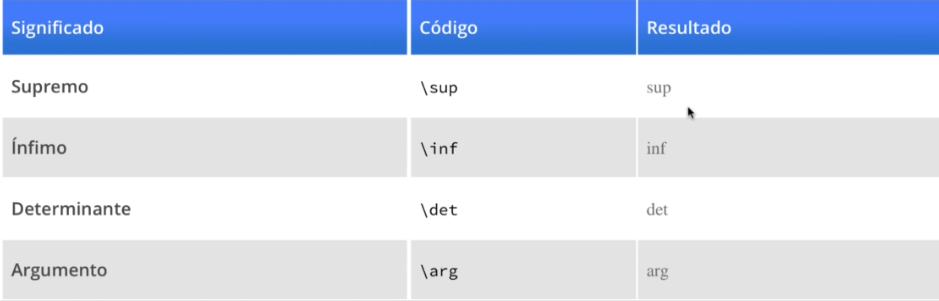 Significado Código Resultado
Supremo \sup sup
Ínfimo \inf inf
Determinante \det det
Argumento \arg arg